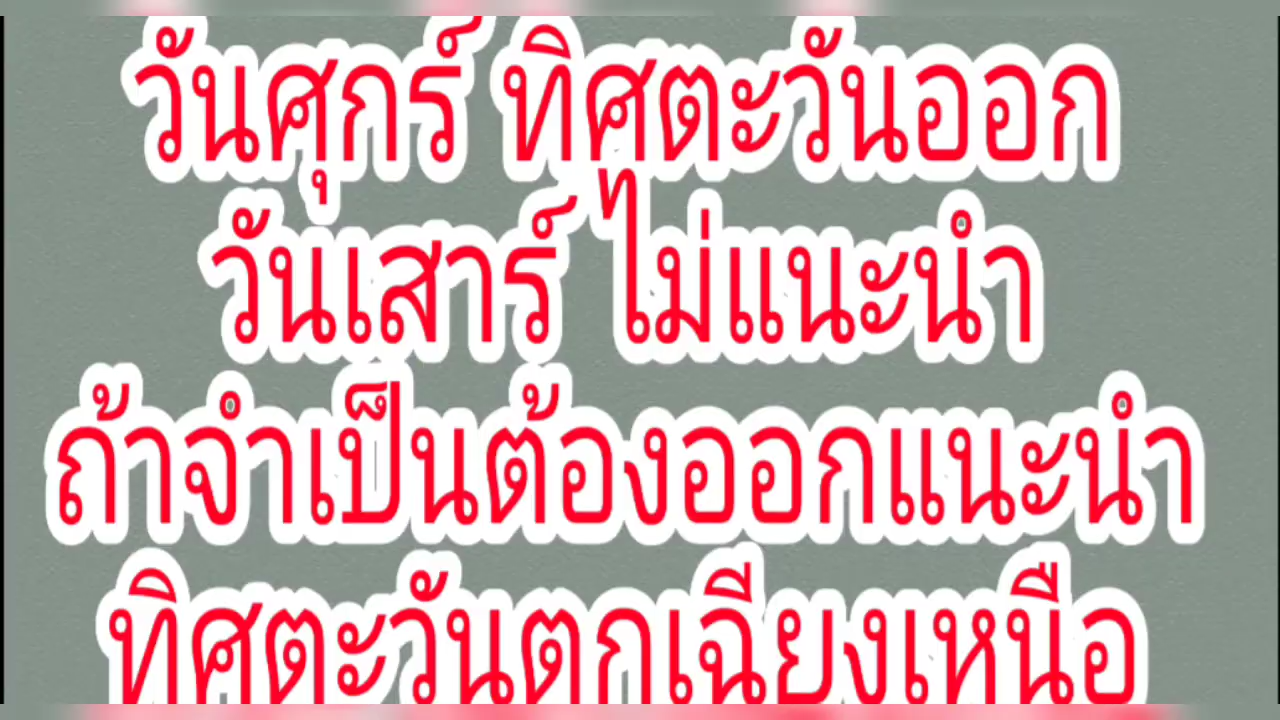 วันศุกร์ ทิศตะวันออก
วันเสาร์ ไม่แนะนำ
ถ้าจำเป็นต้องออกแนะนำ
ทิศตะวันตกเฉียงเหนือ